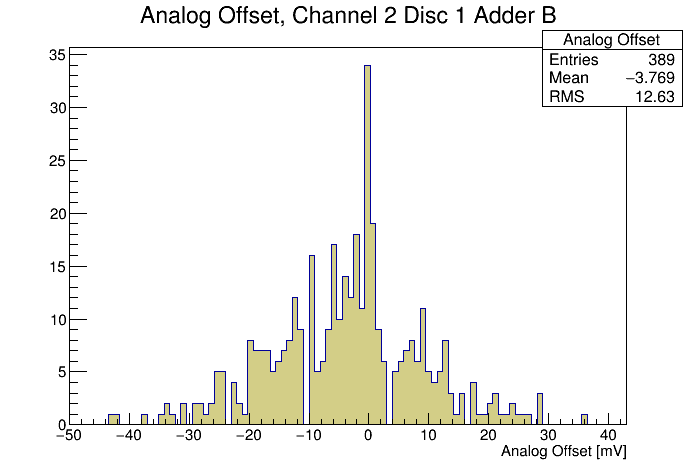 Analog Offset, Channel 2 Disc 1 Adder B
Analog Offset
Entries 389
Mean −3.769
RMS 12.63
35
30
25
20
15
10
5
0
−50 −40 −30 −20 −10 0 10 20 30 40
Analog Offset [mV]